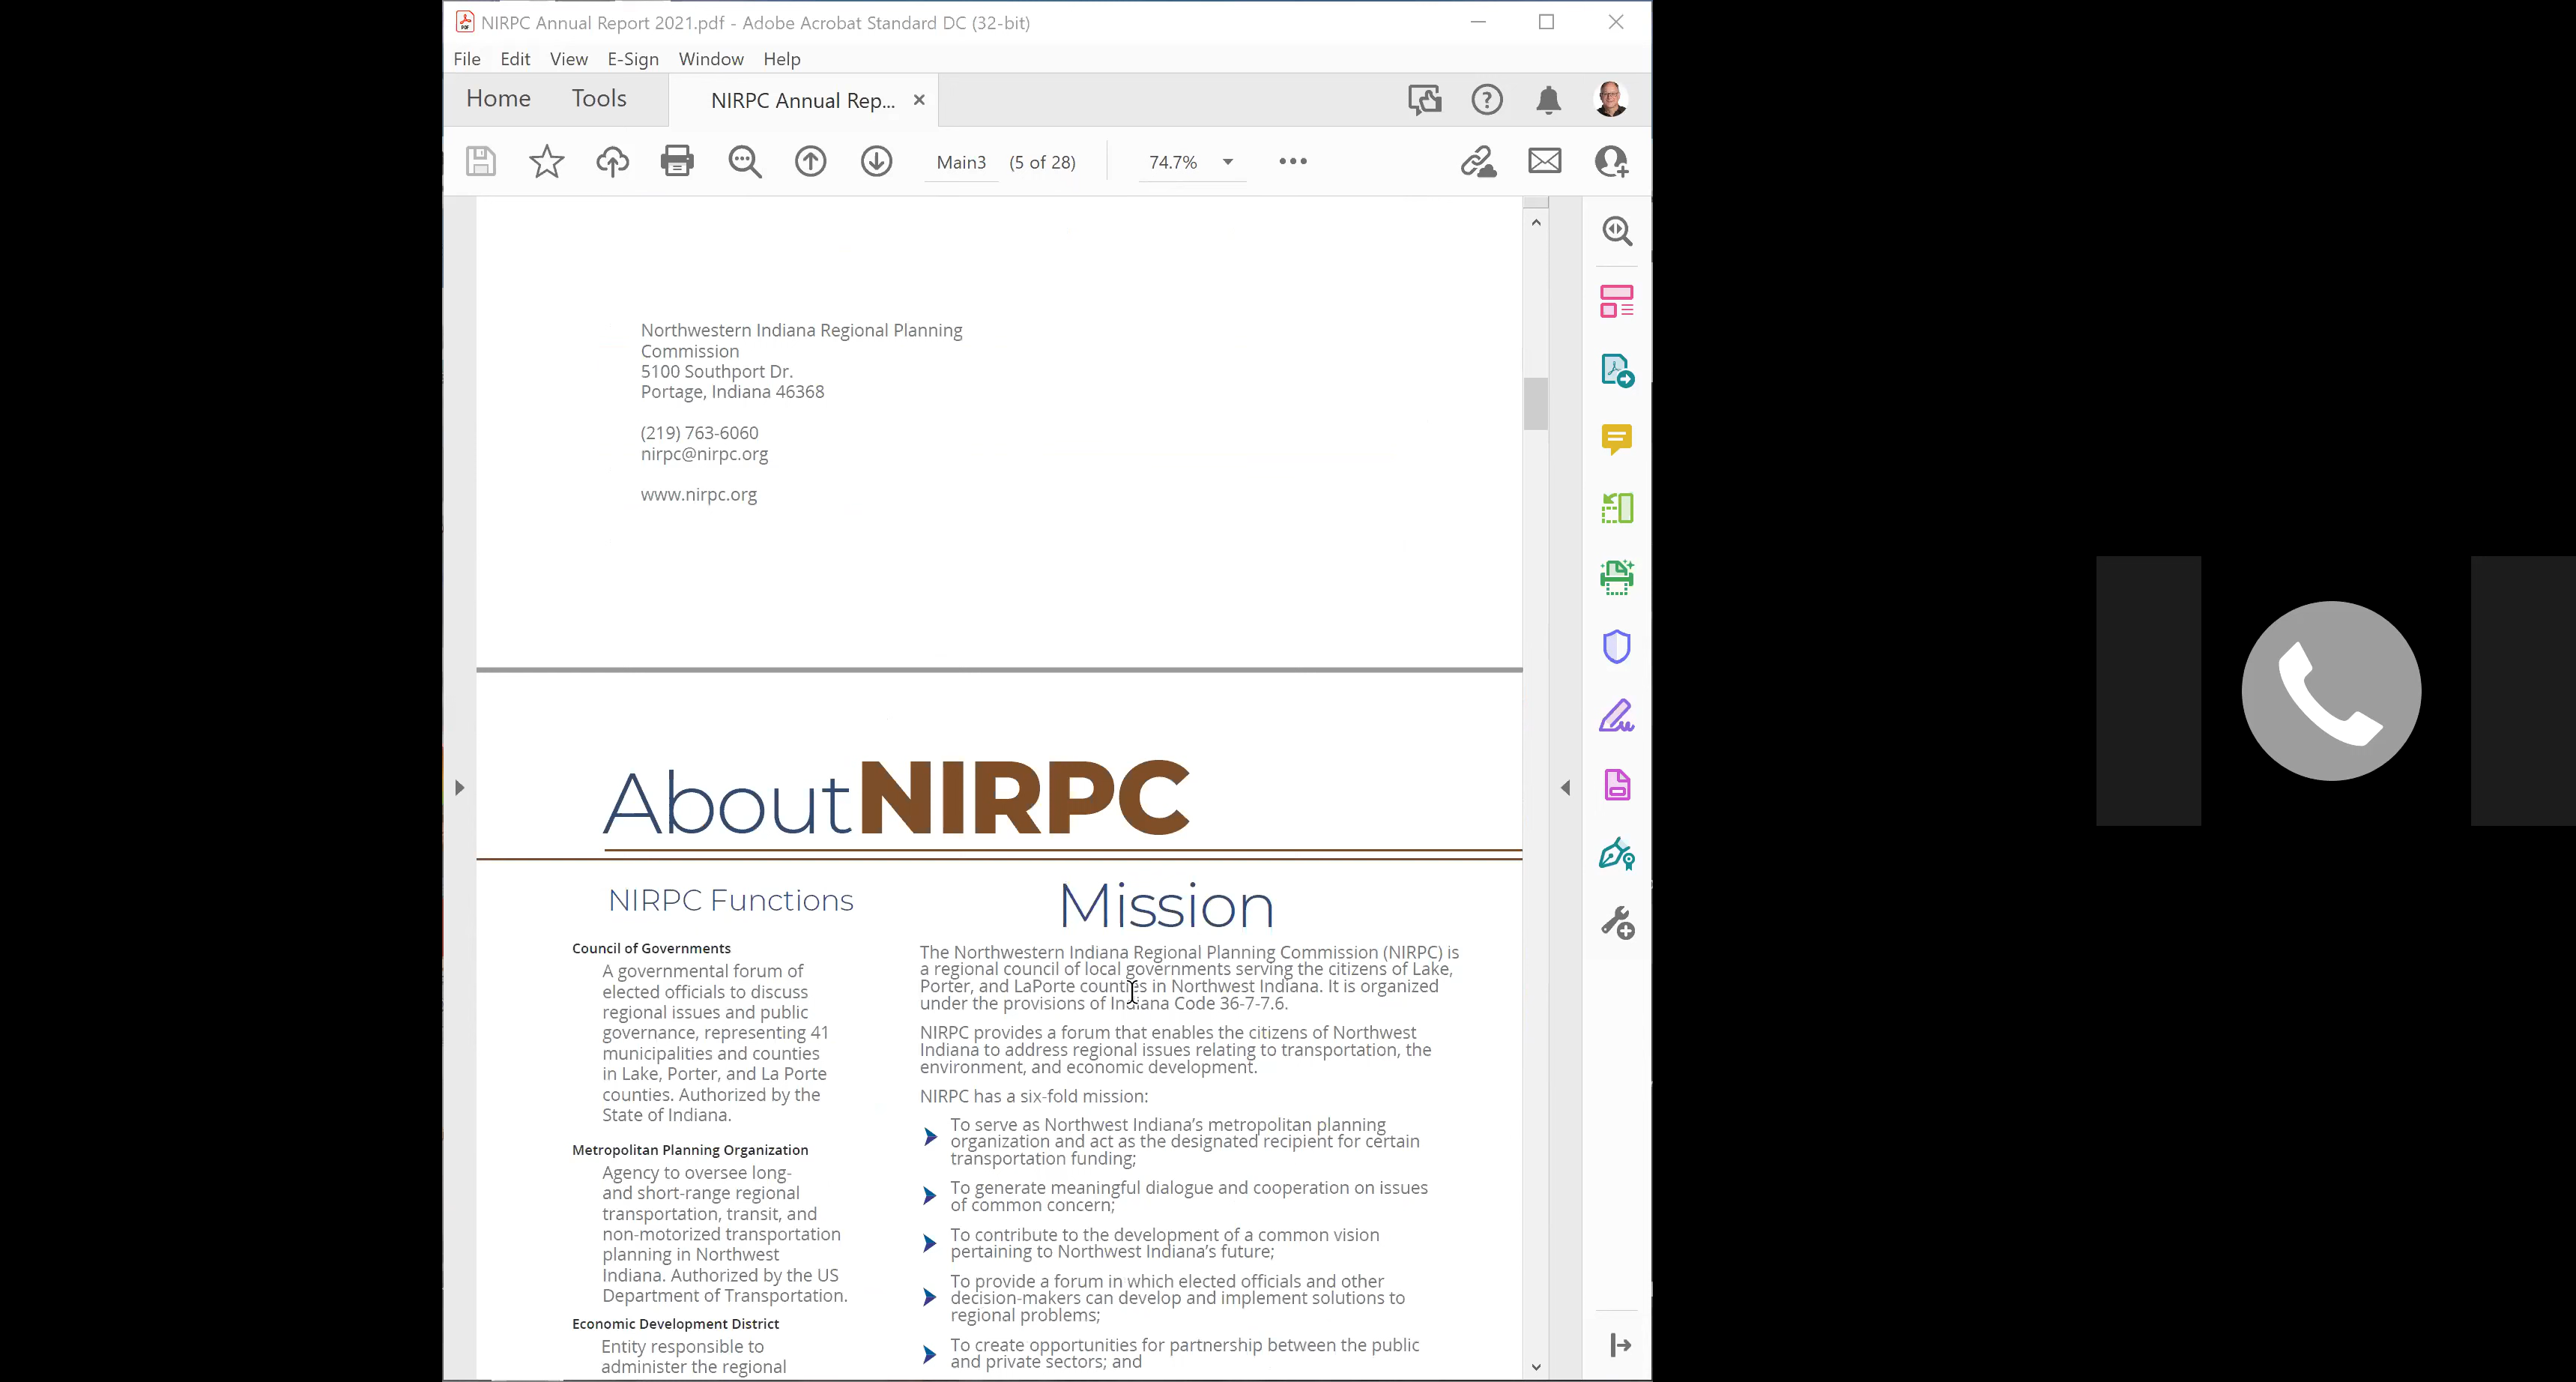 NIRPC Annual Report 2021.pdf - Adobe Acrobat Standard DC (32-bit)
File Edit View E-Sign Window Help
Home Tools NIRPC Annual Rep...
Main3 (5 of 28) 74.7%
Northwestern Indiana Regional Planning
Commission
5100 Southport Dr.
Portage, Indiana 46368
(219) 763-6060
nirpc@nirpc.org
www.nirpc.org
About NIRPC
NIRPC Functions
Council of Governments
A governmental forum of
elected officials to discuss
regional issues and public
governance, representing 41
municipalities and counties
in Lake, Porter, and La Porte
counties. Authorized by the
State of Indiana.
Metropolitan Planning Organization
Agency to oversee long-
and short-range regional
transportation, transit, and
non-motorized transportation
planning in Northwest
Indiana. Authorized by the US
Department of Transportation.
Economic Development District
Entity responsible to
administer the regional
Mission
The Northwestern Indiana Regional Planning Commission (NIRPC) is
a regional council of local governments serving the citizens of Lake,
Porter, and LaPorte counties in Northwest Indiana. It is organized
under the provisions of Indiana Code 36-7-7.6.
NIRPC provides a forum that enables the citizens of Northwest
Indiana to address regional issues relating to transportation, the
environment, and economic development.
NIRPC has a six-fold mission:
To serve as Northwest Indiana's metropolitan planning
organization and act as the designated recipient for certain
transportation funding;
To generate meaningful dialogue and cooperation on issues
of common concern;
To contribute to the development of a common vision
pertaining to Northwest Indiana's future;
To provide a forum in which elected officials and other
decision-makers can develop and implement solutions to
regional problems;
To create opportunities for partnership between the public
and private sectors; and